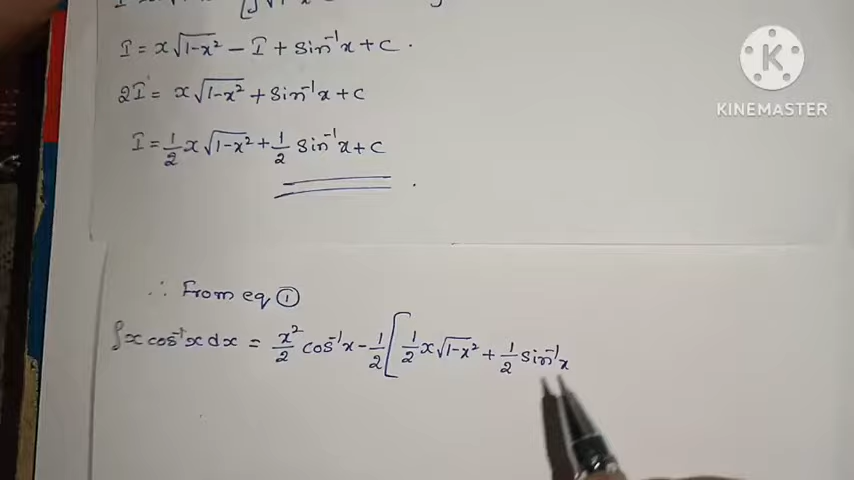 I = x√(1-x²) - I + sin⁻¹x + c.
2I = x√(1-x²) + sin⁻¹x + c
I = 1/2 x√(1-x²) + 1/2 sin⁻¹x + c
∴ From eq ①
∫x cos⁻¹x dx = x²/2 cos⁻¹x - 1/2 [1/2 x√(1-x²) + 1/2 sin⁻¹x
K
KINEMASTER